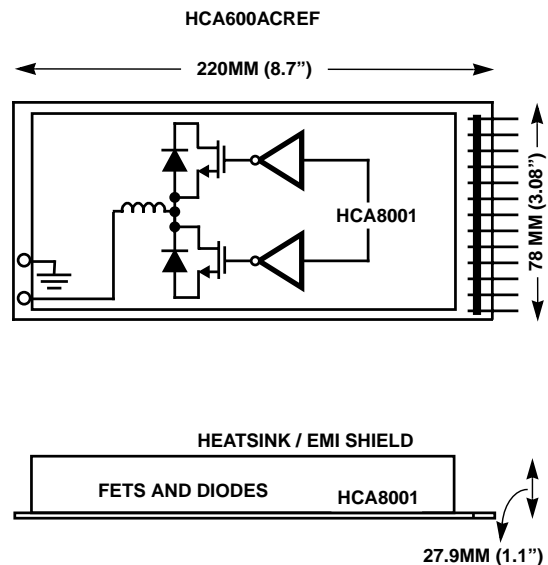 HCA600ACREF
220MM (8.7”)
HCA8001
78 MM (3.08”)
HEATSINK / EMI SHIELD
FETS AND DIODES
HCA8001
27.9MM (1.1”)